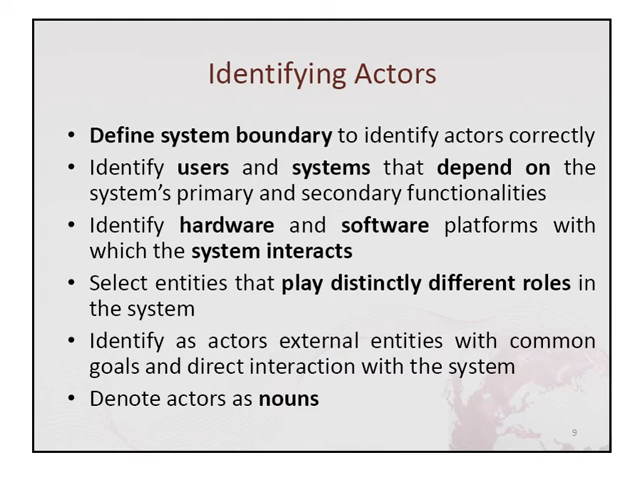 Identifying Actors
• Define system boundary to identify actors correctly
• Identify users and systems that depend on the
system's primary and secondary functionalities
• Identify hardware and software platforms with
which the system interacts
• Select entities that play distinctly different roles in
the system
• Identify as actors external entities with common
goals and direct interaction with the system
• Denote actors as nouns
9